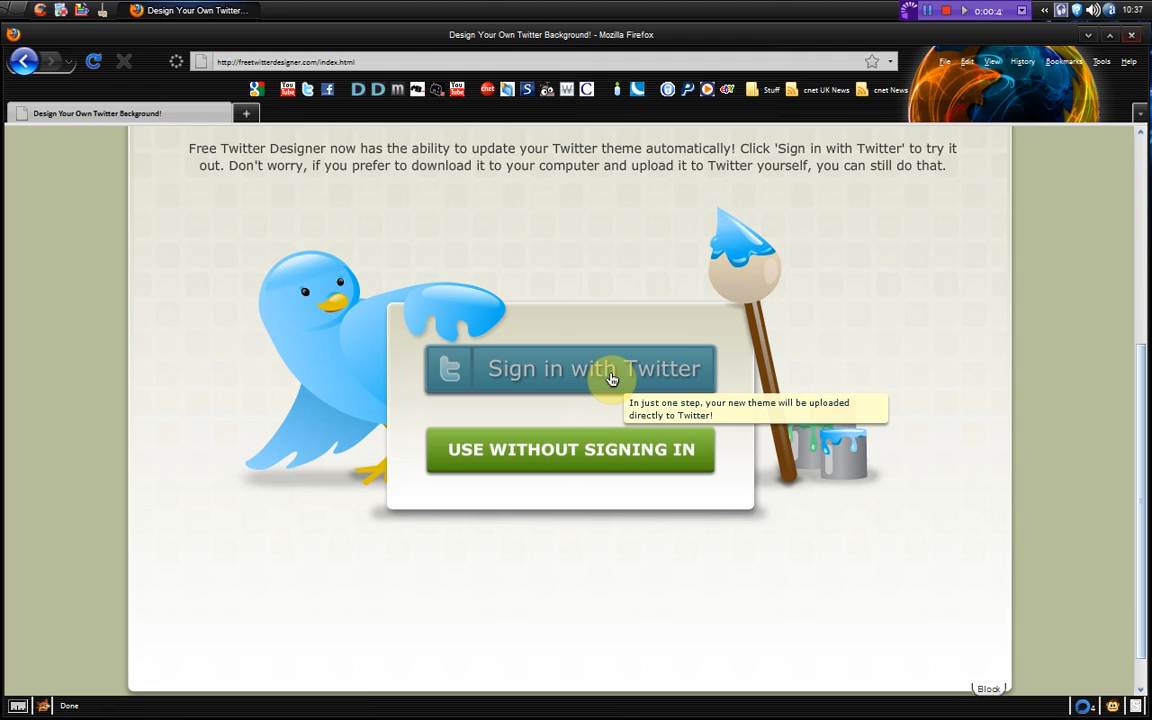 Design Your Own Twitter...
0:00:4
10:37
Design Your Own Twitter Background! - Mozilla Firefox
http://freetwitterdesigner.com/index.html
File Edit View History Bookmarks Tools Help
Stuff cnet UK News cnet News
Design Your Own Twitter Background!
Free Twitter Designer now has the ability to update your Twitter theme automatically! Click 'Sign in with Twitter' to try it
out. Don't worry, if you prefer to download it to your computer and upload it to Twitter yourself, you can still do that.
Sign in with Twitter
In just one step, your new theme will be uploaded
directly to Twitter!
USE WITHOUT SIGNING IN
Block
Done
4